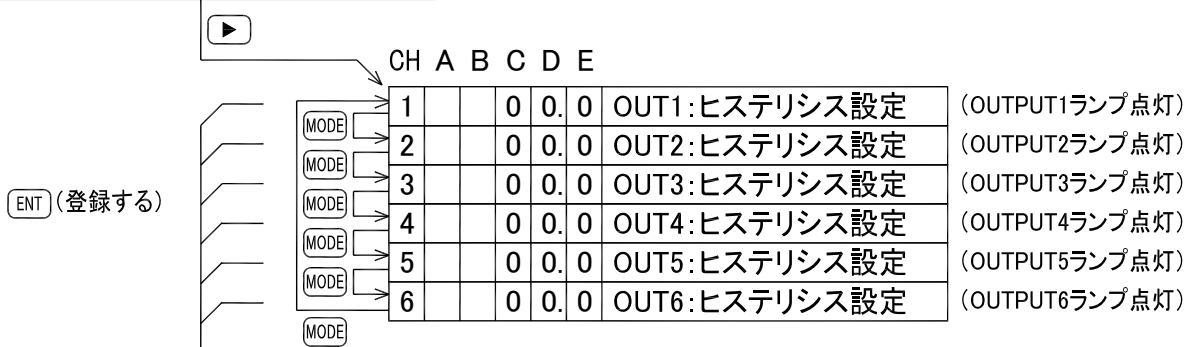 ▶
CH A B C D E
1 0 0. 0 OUT1:ヒステリシス設定 (OUTPUT1ランプ点灯)
MODE
2 0 0. 0 OUT2:ヒステリシス設定 (OUTPUT2ランプ点灯)
MODE
3 0 0. 0 OUT3:ヒステリシス設定 (OUTPUT3ランプ点灯)
ENT (登録する)
MODE
4 0 0. 0 OUT4:ヒステリシス設定 (OUTPUT4ランプ点灯)
MODE
5 0 0. 0 OUT5:ヒステリシス設定 (OUTPUT5ランプ点灯)
MODE
6 0 0. 0 OUT6:ヒステリシス設定 (OUTPUT6ランプ点灯)
MODE